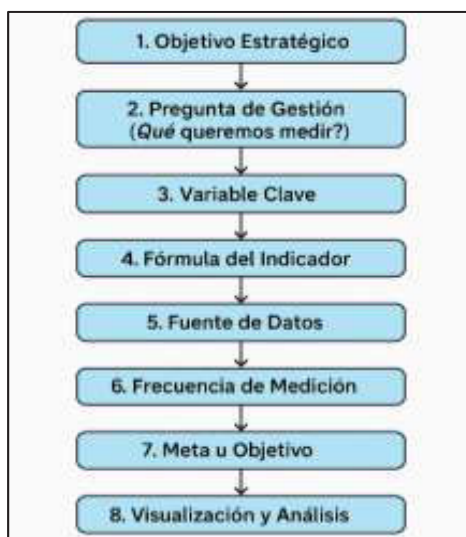 1. Objetivo Estratégico
2. Pregunta de Gestión
(Qué queremos medir?)
3. Variable Clave
4. Fórmula del Indicador
5. Fuente de Datos
6. Frecuencia de Medición
7. Meta u Objetivo
8. Visualización y Análisis